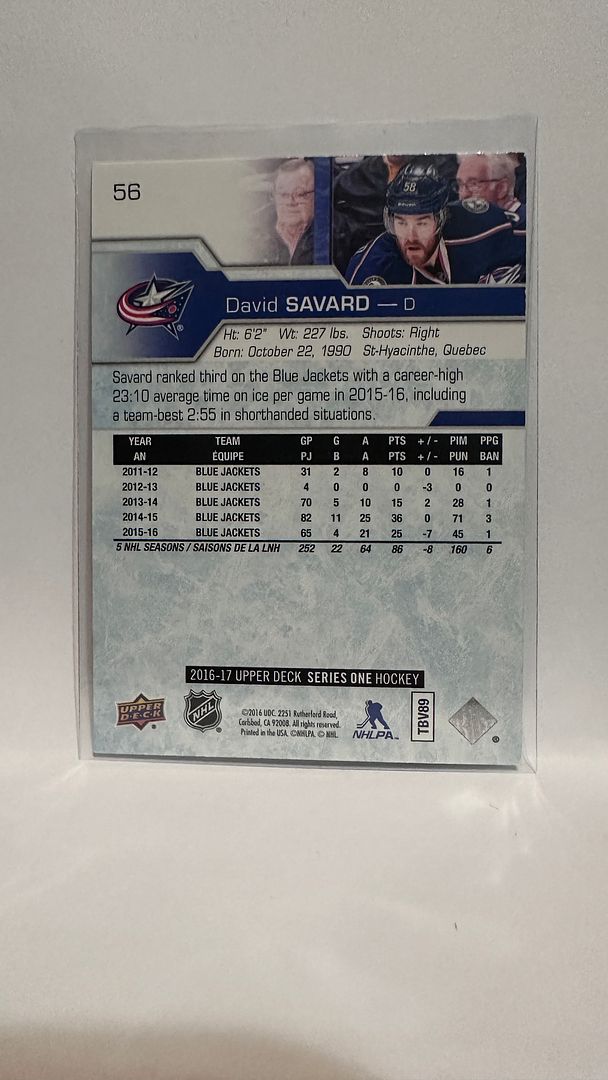 56
58
David SAVARD — D
Ht: 6'2" Wt: 227 lbs. Shoots: Right
Born: October 22, 1990 St-Hyacinthe, Quebec
Savard ranked third on the Blue Jackets with a career-high
23:10 average time on ice per game in 2015-16, including
a team-best 2:55 in shorthanded situations.
YEAR TEAM GP G A PTS +/- PIM PPG
AN ÉQUIPE PJ B A PTS +/- PUN BAN
2011-12 BLUE JACKETS 31 2 8 10 0 16 1
2012-13 BLUE JACKETS 4 0 0 0 -3 0 0
2013-14 BLUE JACKETS 70 5 10 15 2 28 1
2014-15 BLUE JACKETS 82 11 25 36 0 71 3
2015-16 BLUE JACKETS 65 4 21 25 -7 45 1
5 NHL SEASONS / SAISONS DE LA LNH 252 22 64 86 -8 160 6
2016-17 UPPER DECK SERIES ONE HOCKEY
UPPER DECK
NHL
©2016 UDC. 2251 Rutherford Road,
Carlsbad, CA 92008. All rights reserved.
Printed in the USA. ©NHLPA. © NHL.
NHLPA
TBV89